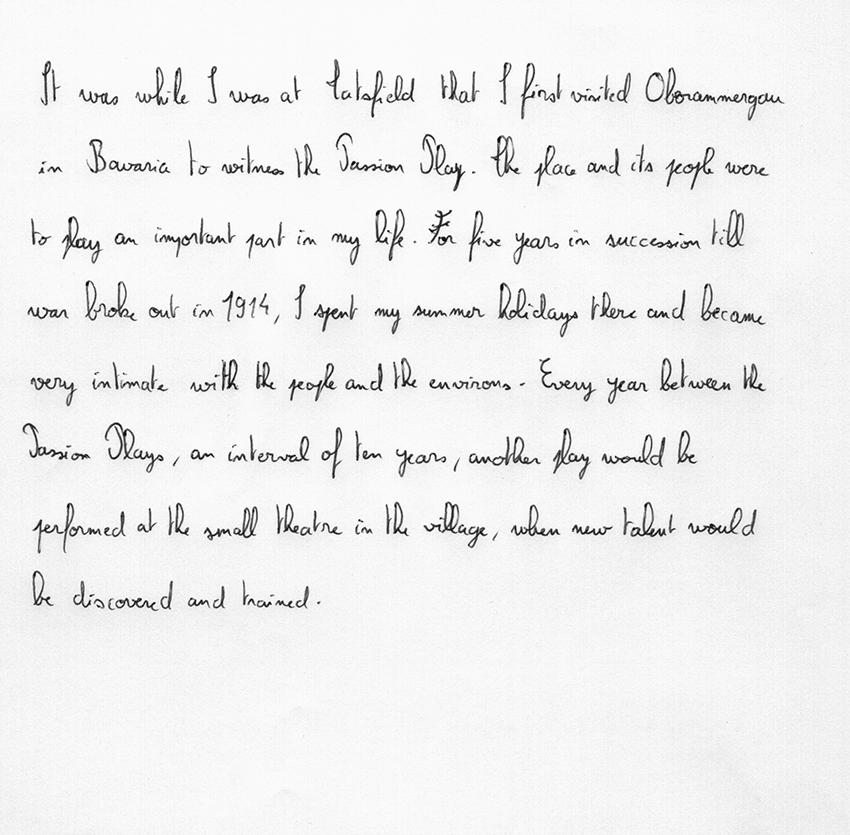 It was while I was at Tatsfield that I first visited Oberammergau
in Bavaria to witness the Passion Play. The place and its people were
to play an important part in my life. For five years in succession till
war broke out in 1914, I spent my summer holidays there and became
very intimate with the people and the environs. Every year between the
Passion Plays, an interval of ten years, another play would be
performed at the small theatre in the village, when new talent would
be discovered and trained.